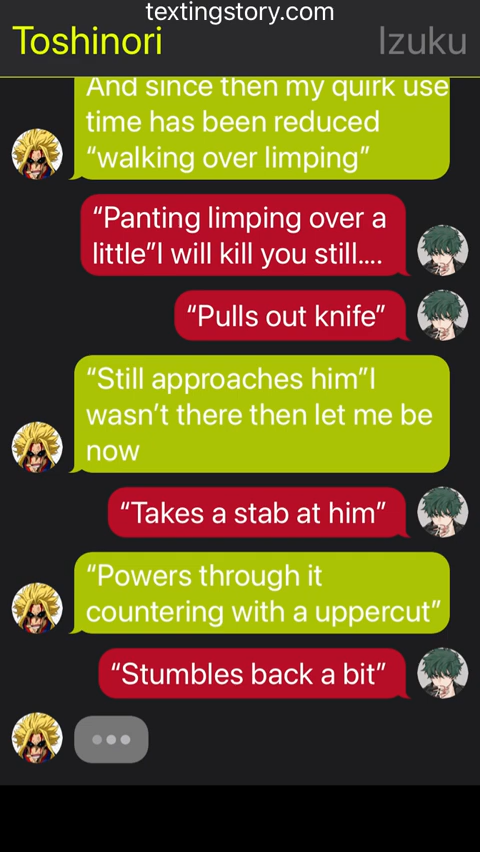 textingstory.com
Toshinori Izuku
And since then my quirk use
time has been reduced
“walking over limping”
“Panting limping over a
little”I will kill you still....
“Pulls out knife”
“Still approaches him”I
wasn’t there then let me be
now
“Takes a stab at him”
“Powers through it
countering with a uppercut”
“Stumbles back a bit”